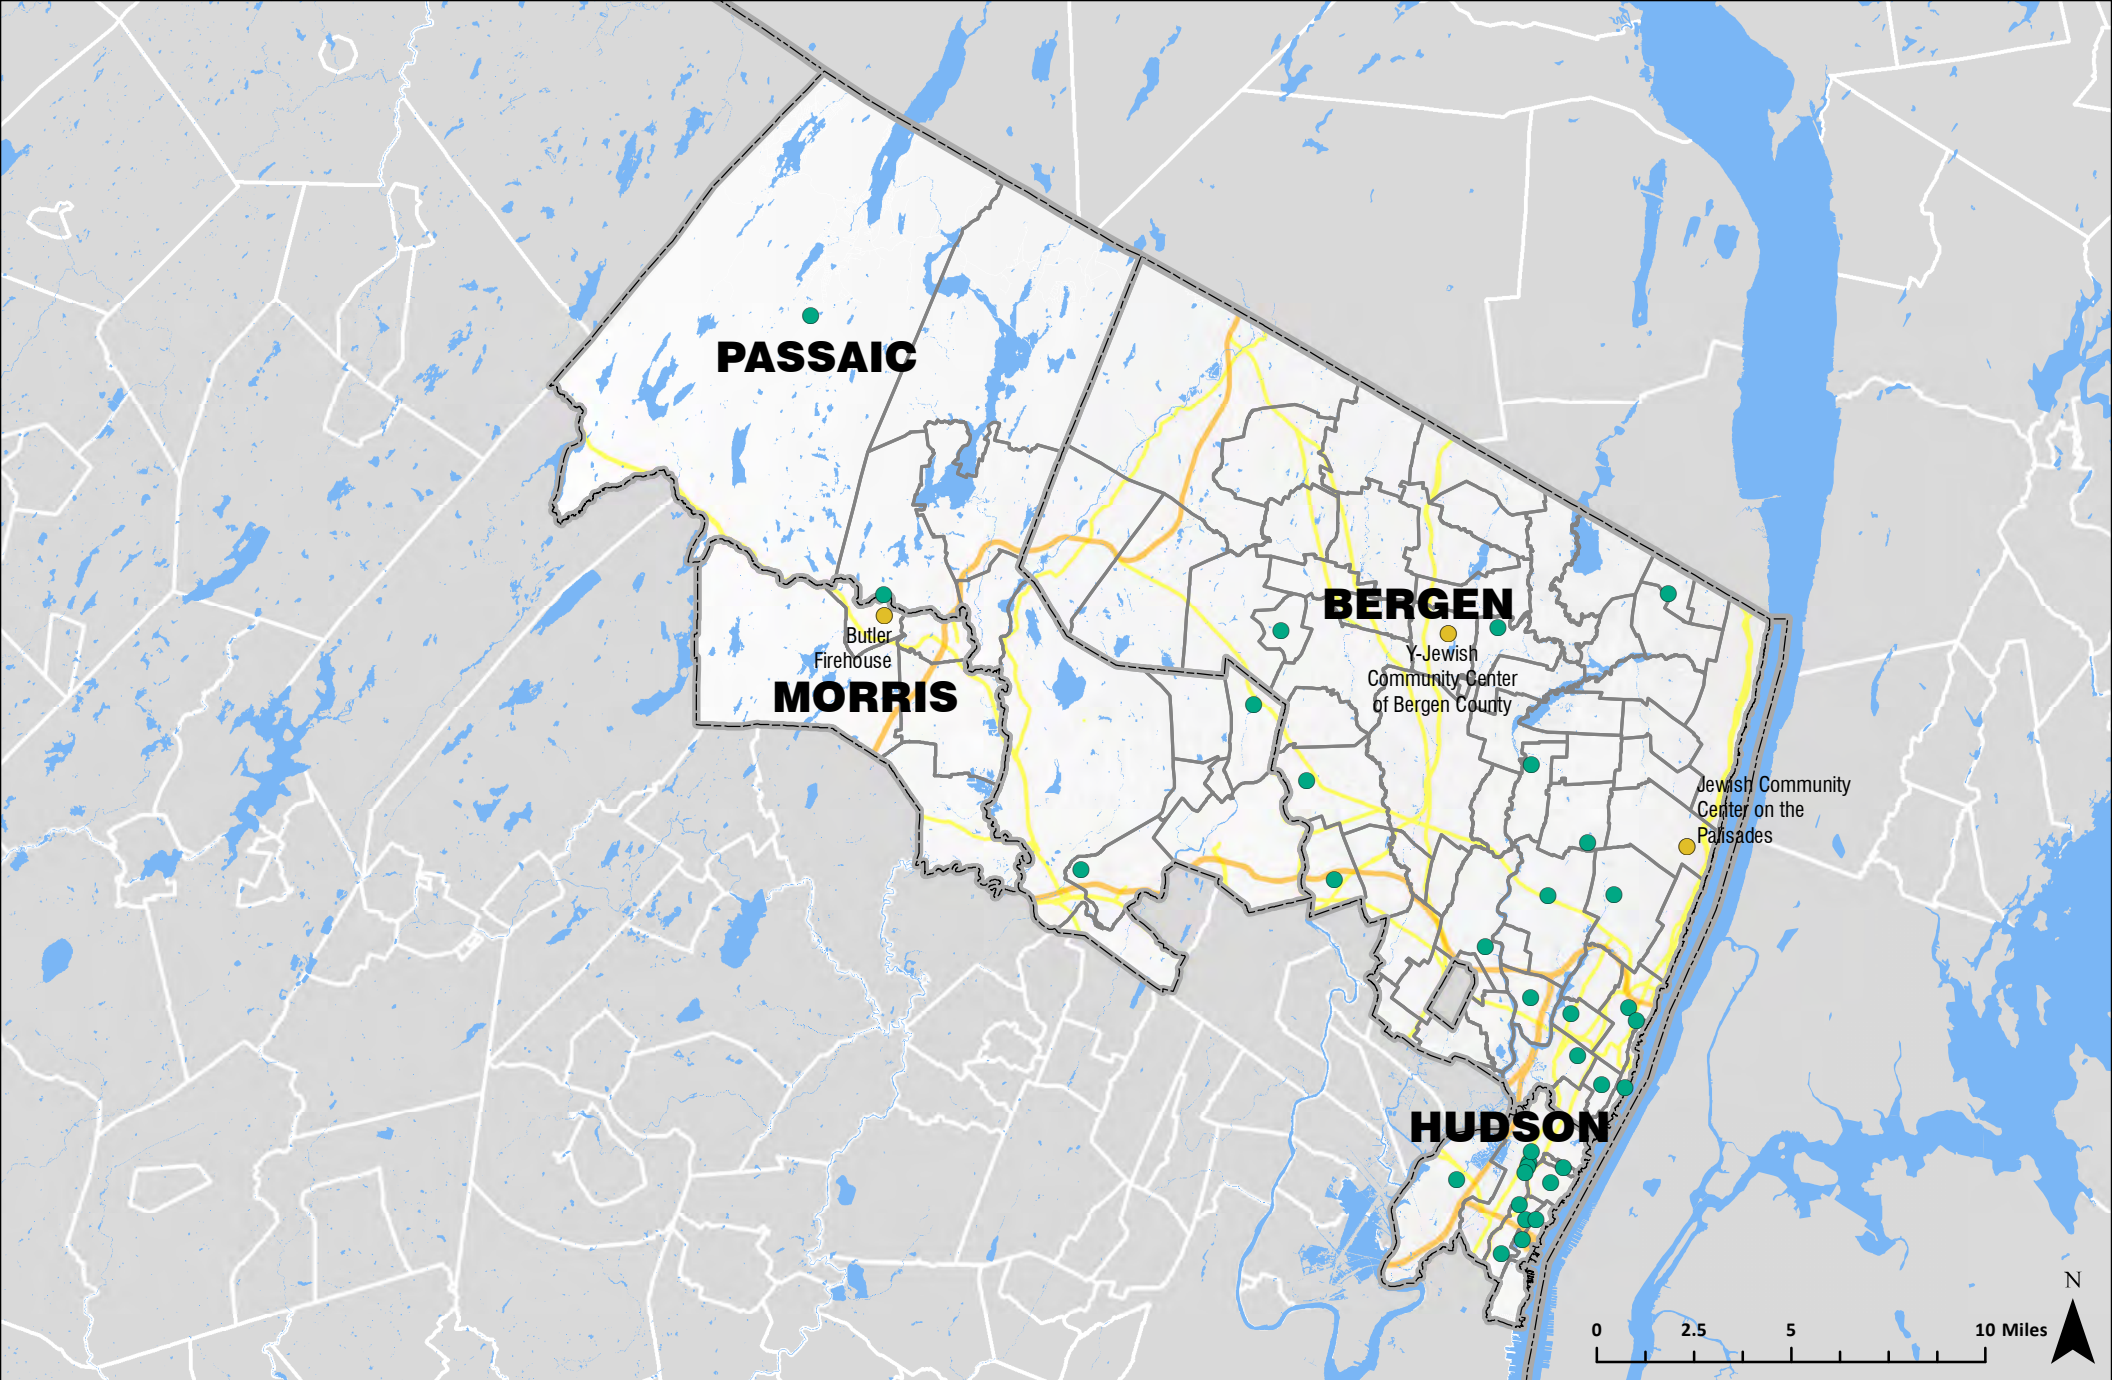 PASSAIC
BERGEN
Butler
Firehouse
Y-Jewish
Community Center
of Bergen County
MORRIS
Jewish Community
Center on the
Palisades
HUDSON
N
0 2.5 5 10 Miles